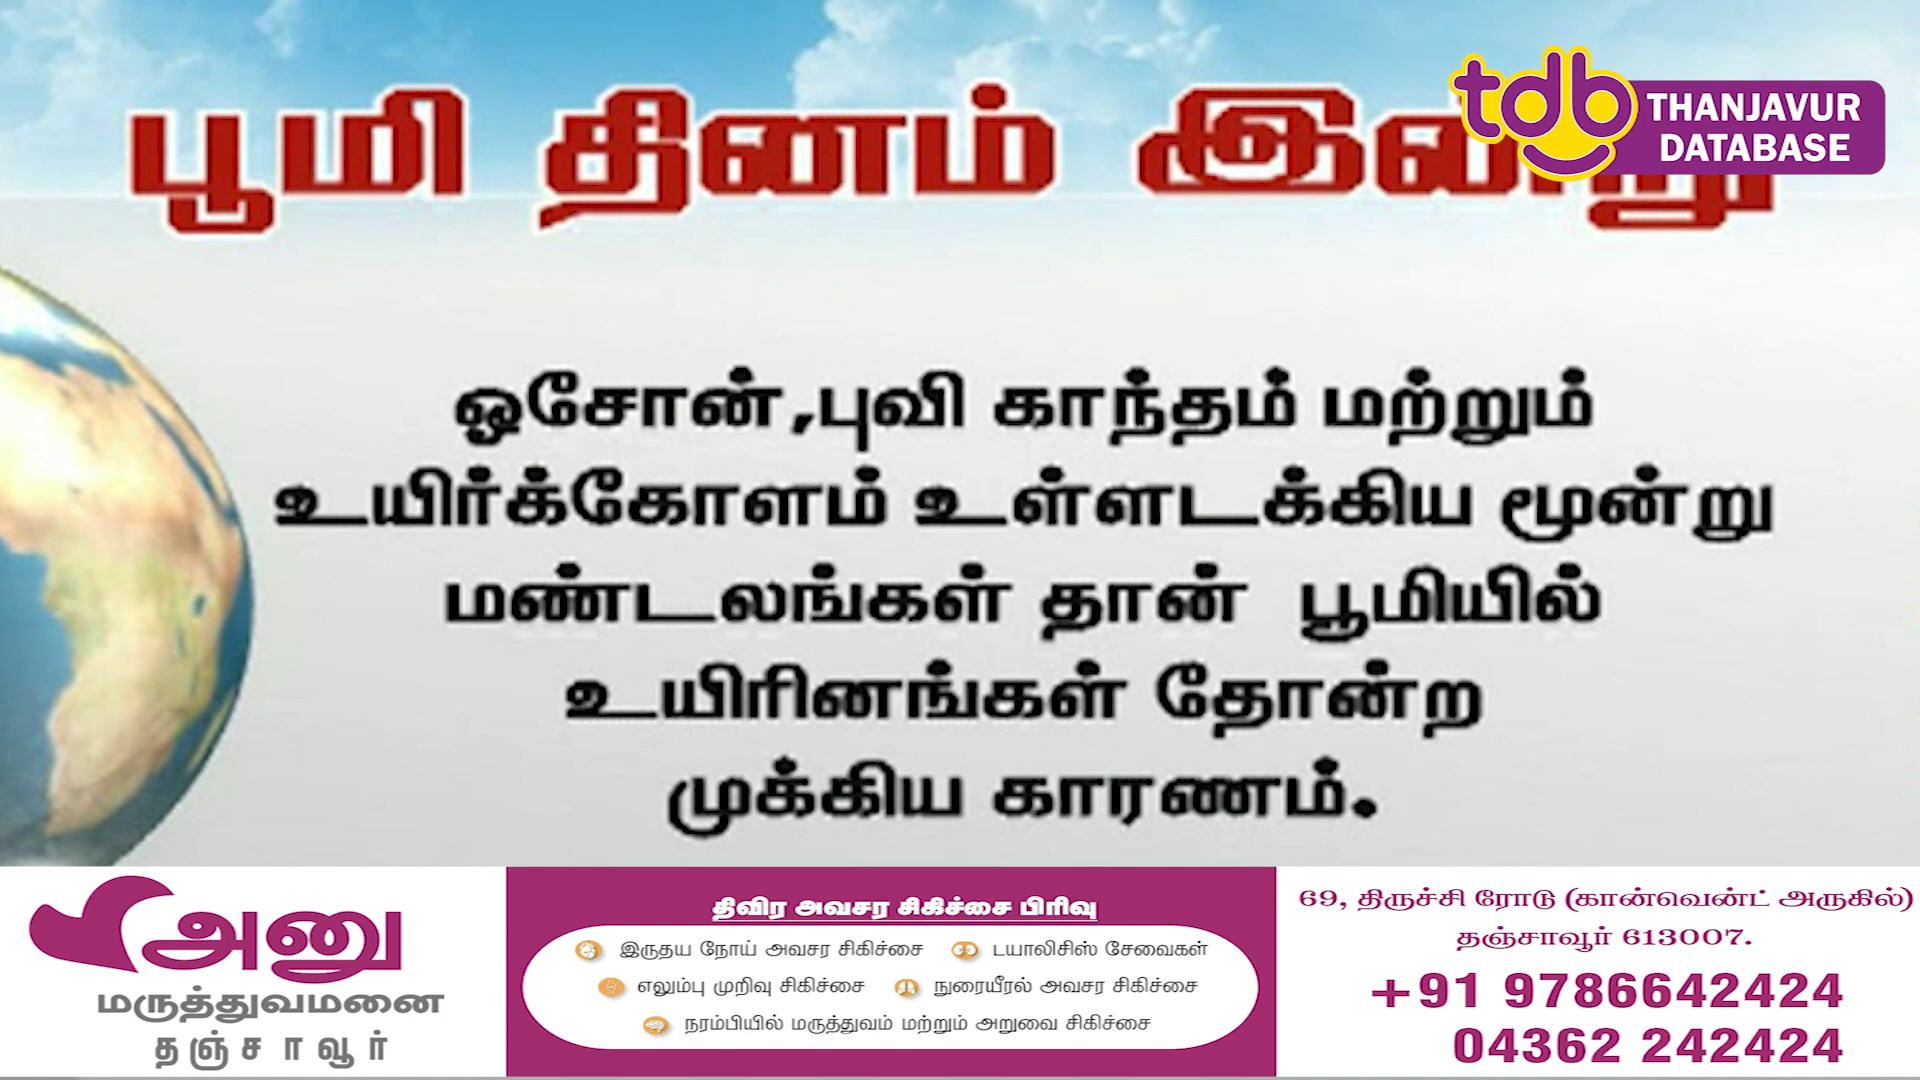 பூமி தினம் இன்று
tdb THANJAVUR
DATABASE
ஓசோன்,புவி காந்தம் மற்றும்
உயிர்க்கோளம் உள்ளடக்கிய மூன்று
மண்டலங்கள் தான் பூமியில்
உயிரினங்கள் தோன்ற
முக்கிய காரணம்.
அனு
மருத்துவமனை
தஞ்சாவூர்
தீவிர அவசர சிகிச்சை பிரிவு
இருதய நோய் அவசர சிகிச்சை டயாலிசிஸ் சேவைகள்
எலும்பு முறிவு சிகிச்சை நுரையீரல் அவசர சிகிச்சை
நரம்பியில் மருத்துவம் மற்றும் அறுவை சிகிச்சை
69, திருச்சி ரோடு (கான்வென்ட் அருகில்)
தஞ்சாவூர் 613007.
+91 9786642424
04362 242424